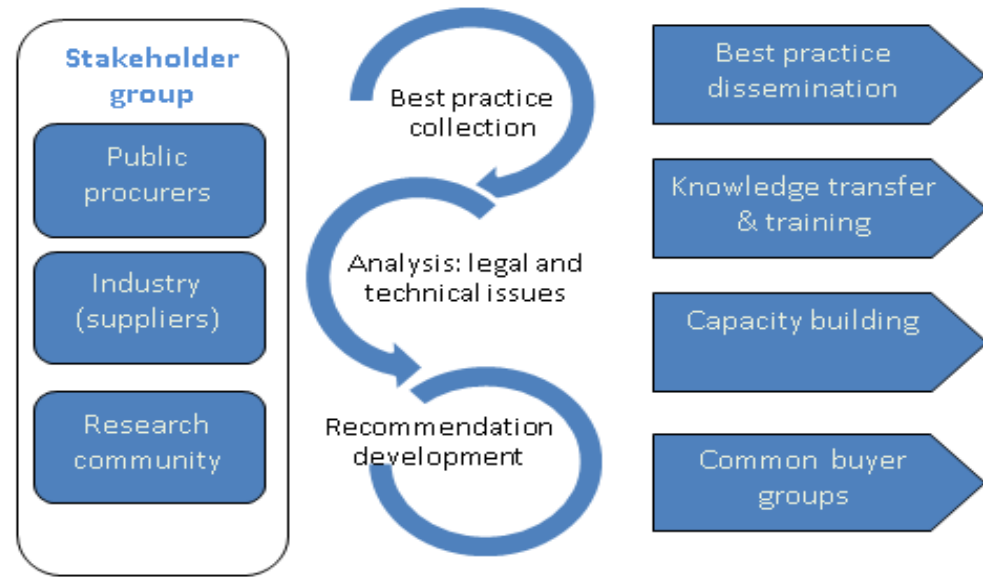 Stakeholder
group
Public
procurers
Industry
(suppliers)
Research
community
Best practice
collection
Analysis: legal and
technical issues
Recommendation
development
Best practice
dissemination
Knowledge transfer
& training
Capacity building
Common buyer
groups